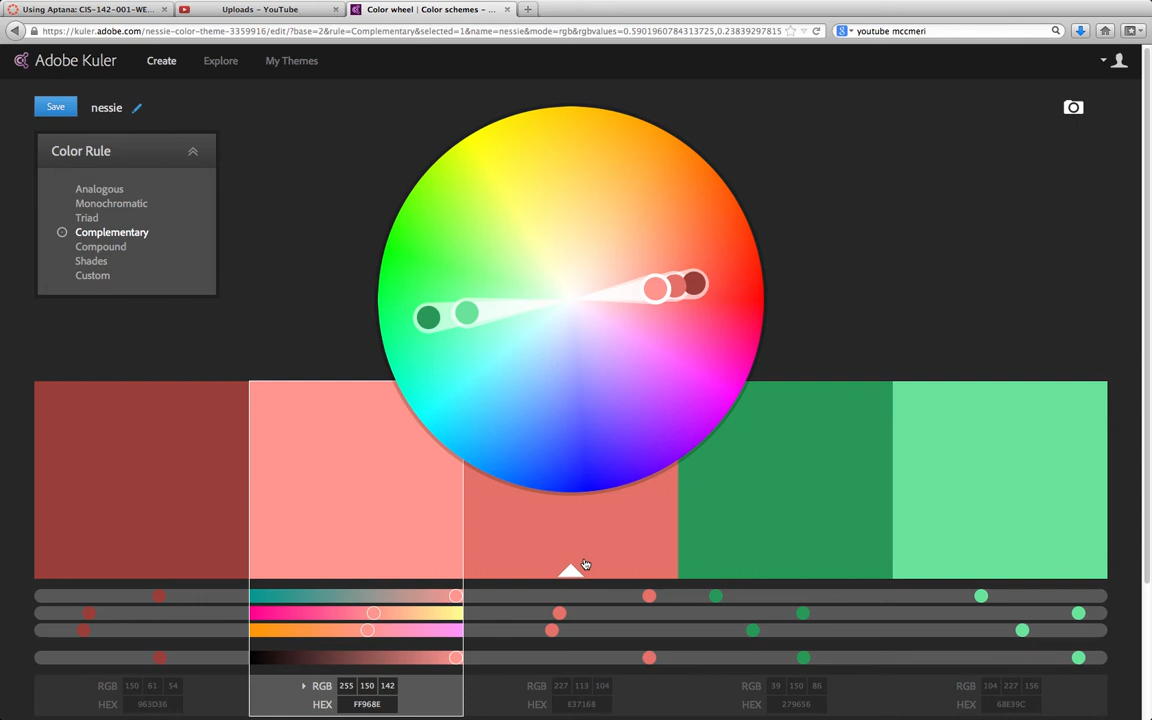 Using Aptana: CIS-142-001-WE... Uploads - YouTube Color wheel | Color schemes - ...
https://kuler.adobe.com/nessie-color-theme-3359916/edit/?base=2&rule=Complementary&selected=1&name=nessie&mode=rgb&rgbvalues=0.5901960784313725,0.23839297815 youtube mccmeri
Adobe Kuler Create Explore My Themes
Save nessie
Color Rule
Analogous
Monochromatic
Triad
Complementary
Compound
Shades
Custom
RGB 150 61 54 RGB 255 150 142 RGB 227 113 104 RGB 39 150 86 RGB 104 227 156
HEX 963D36 HEX FF968E HEX E37168 HEX 279656 HEX 68E39C